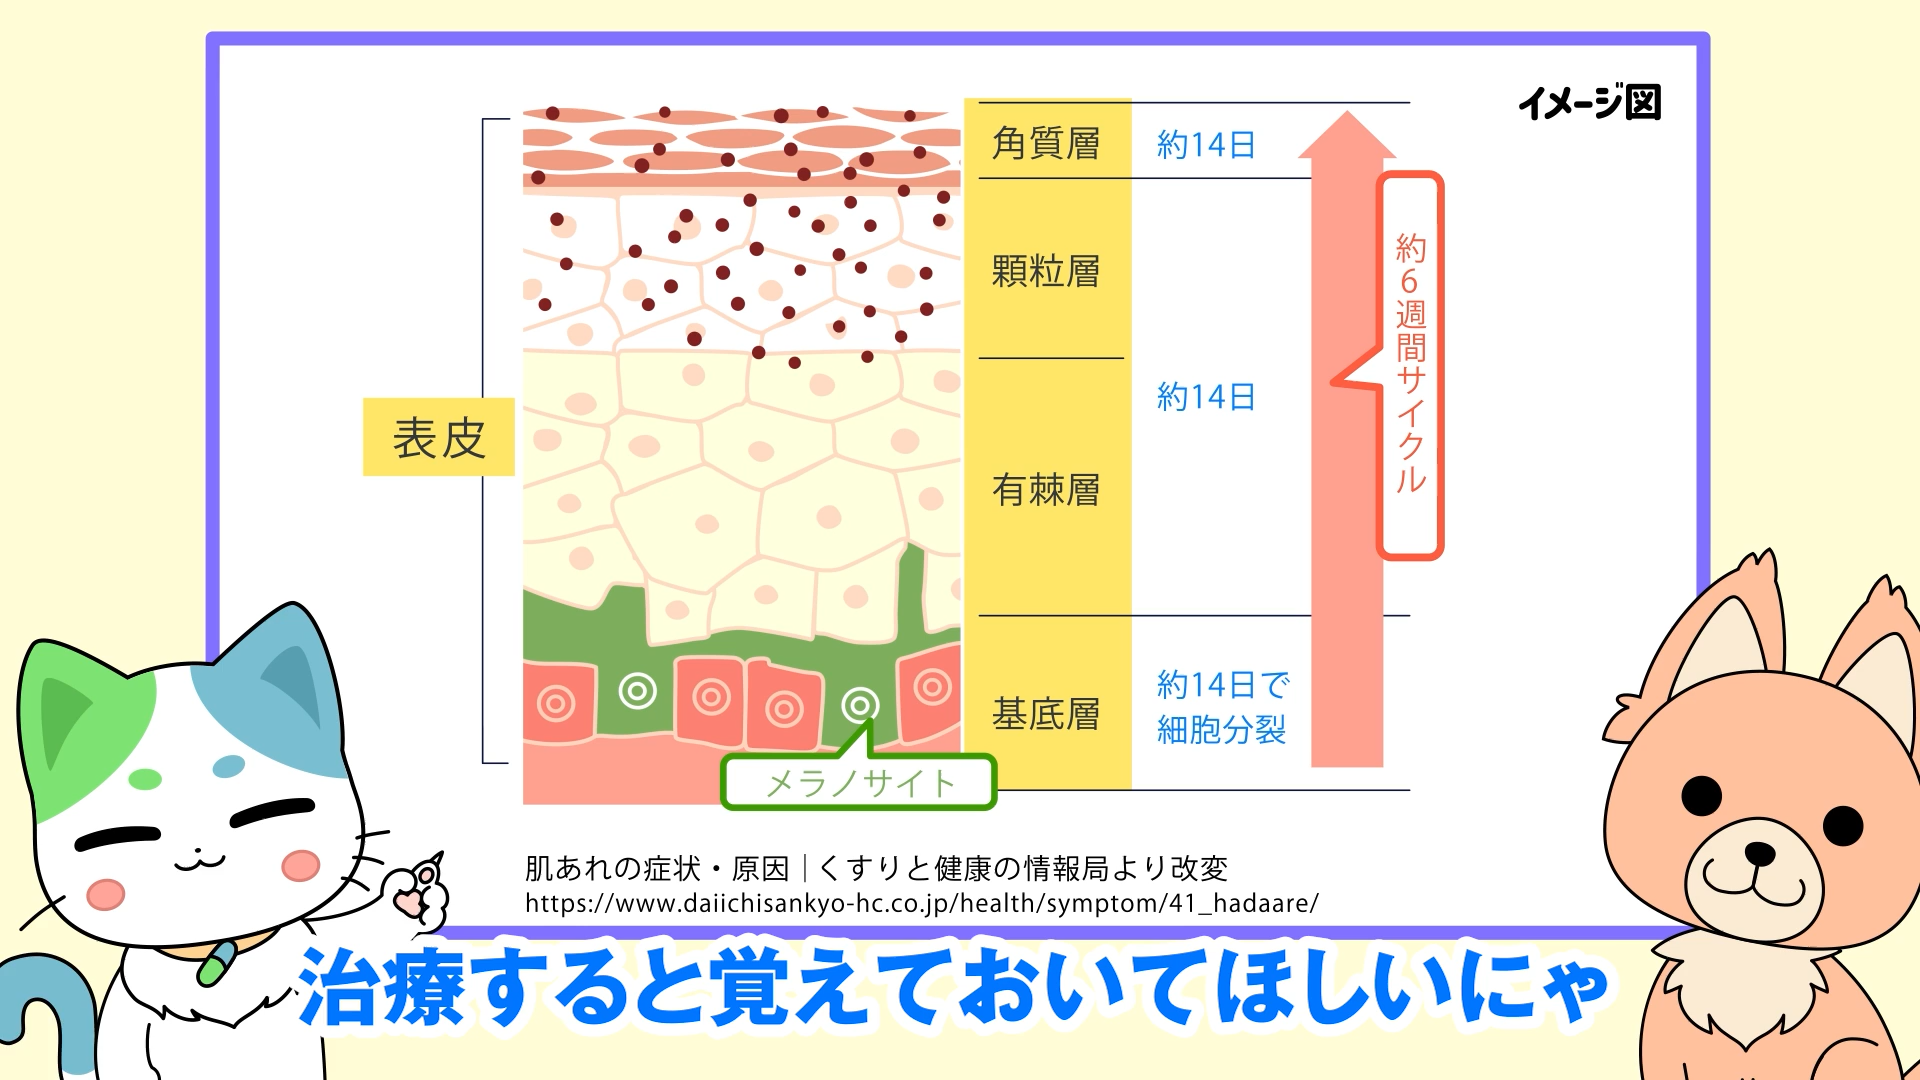 イメージ図
角質層
約14日
顆粒層
約6週間サイクル
約14日
表皮
有棘層
基底層
約14日で
細胞分裂
メラノサイト
肌あれの症状・原因｜くすりと健康の情報局より改変
https://www.daiichisankyo-hc.co.jp/health/symptom/41_hadaare/
治療すると覚えておいてほしいにゃ